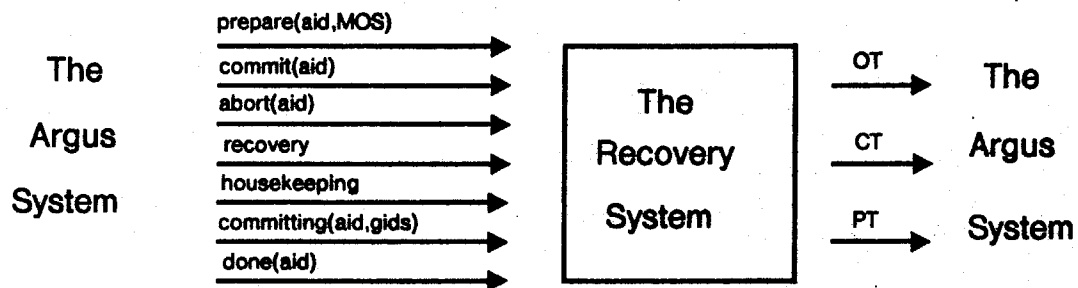 The
Argus
System
prepare(aid,MOS)
commit(aid)
abort(aid)
recovery
housekeeping
committing(aid,gids)
done(aid)
The
Recovery
System
OT
CT
PT
The
Argus
System